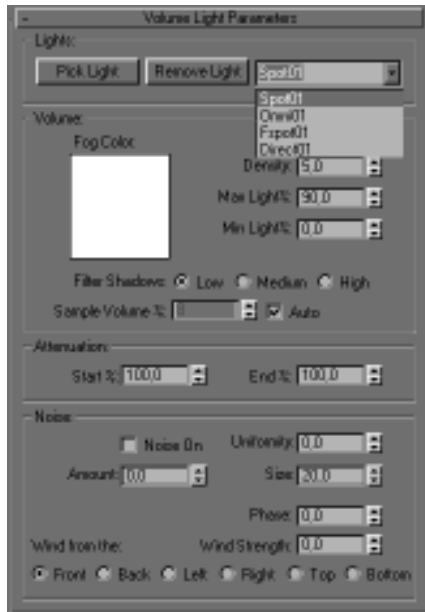 - Volume Light Parameters
Lights:
Pick Light Remove Light Spot01
Spot01
Omni01
Fspot01
Direct01
Volume:
Fog Color:
Density: 5,0
Max Light%: 90,0
Min Light%: 0,0
Filter Shadows: Low Medium High
Sample Volume %: Auto
Attenuation:
Start %: 100,0 End %: 100,0
Noise:
Noise On Uniformity: 0,0
Amount: 0,0 Size: 20,0
Phase: 0,0
Wind from the: Wind Strength: 0,0
Front Back Left Right Top Bottom